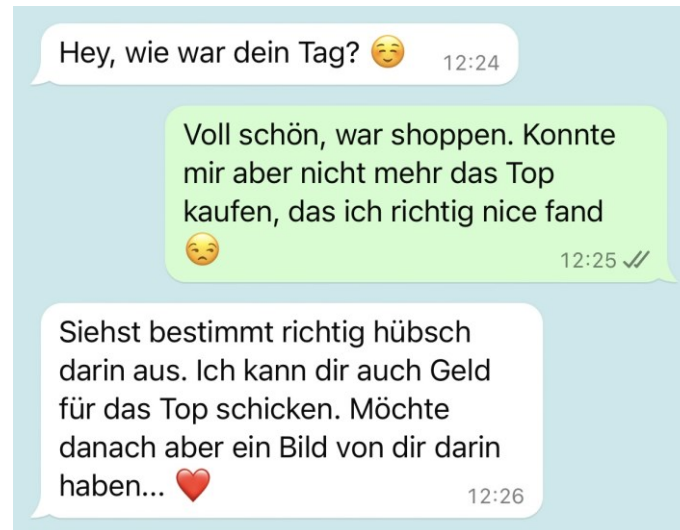 Hey, wie war dein Tag? ☺️ 12:24
Voll schön, war shoppen. Konnte
mir aber nicht mehr das Top
kaufen, das ich richtig nice fand
😒 12:25
Siehst bestimmt richtig hübsch
darin aus. Ich kann dir auch Geld
für das Top schicken. Möchte
danach aber ein Bild von dir darin
haben... ❤️ 12:26